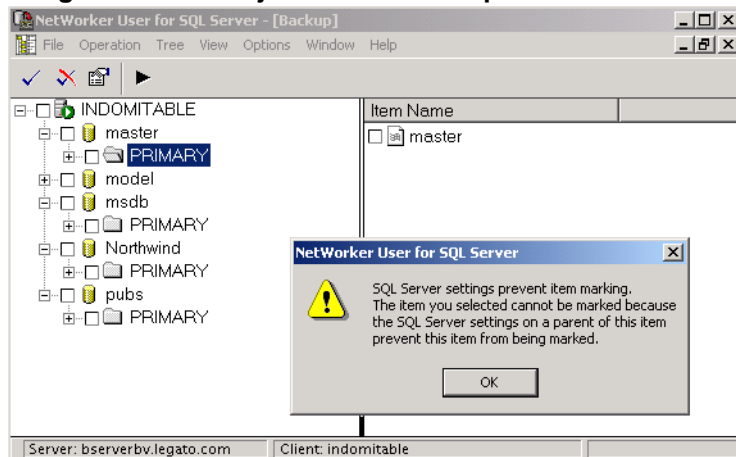 NetWorker User for SQL Server - [Backup]
File Operation Tree View Options Window Help
INDOMITABLE
master
PRIMARY
model
msdb
PRIMARY
Northwind
PRIMARY
pubs
PRIMARY
Item Name
master
NetWorker User for SQL Server
SQL Server settings prevent item marking.
The item you selected cannot be marked because
the SQL Server settings on a parent of this item
prevent this item from being marked.
OK
Server: bserverbv.legato.com Client: indomitable